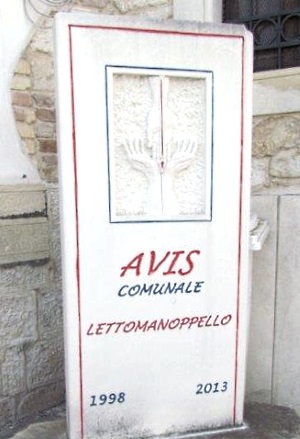 AVIS
COMUNALE
LETTOMANOPPELLO
1998 2013